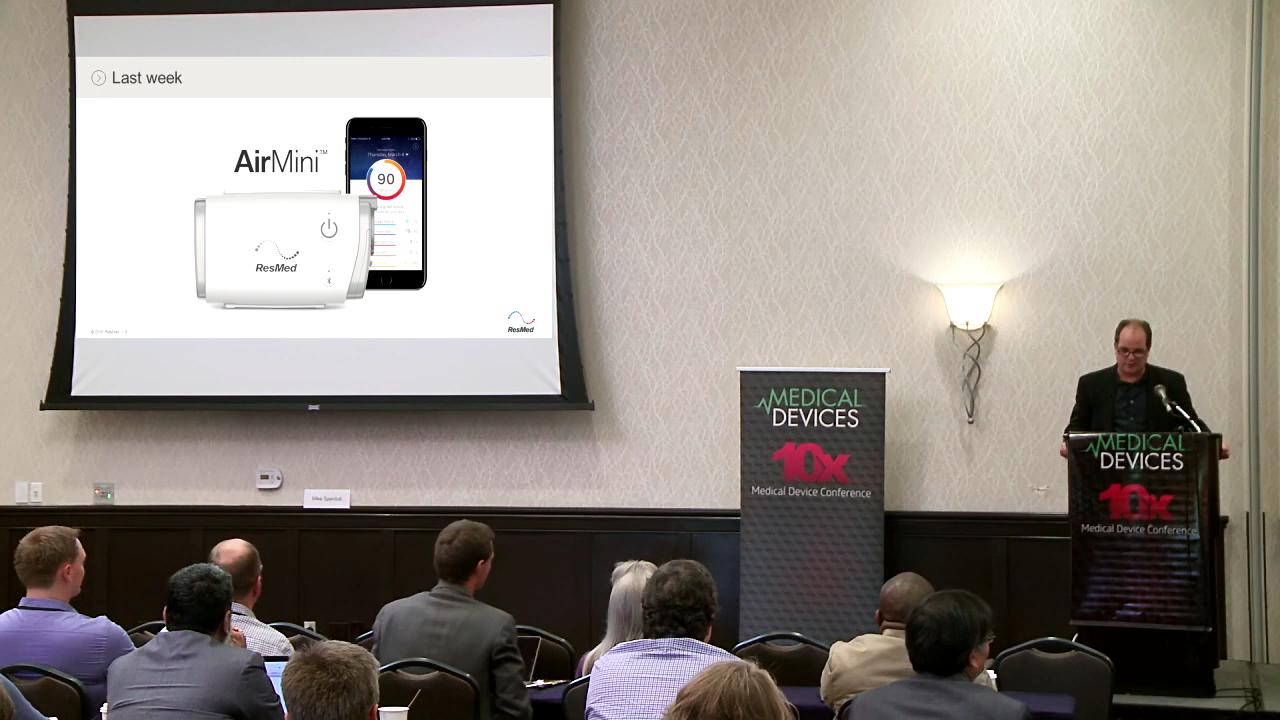 Last week
AirMini™
90
ResMed
ResMed
MEDICAL
DEVICES
10x
Medical Device Conference
MEDICAL
DEVICES
10x
Medical Device Conference